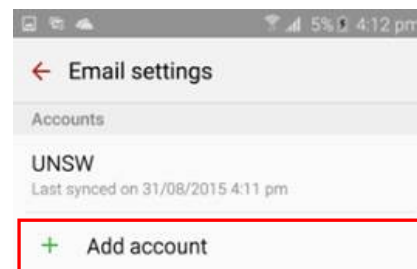 5% 4:12 pm
Email settings
Accounts
UNSW
Last synced on 31/08/2015 4:11 pm
+ Add account